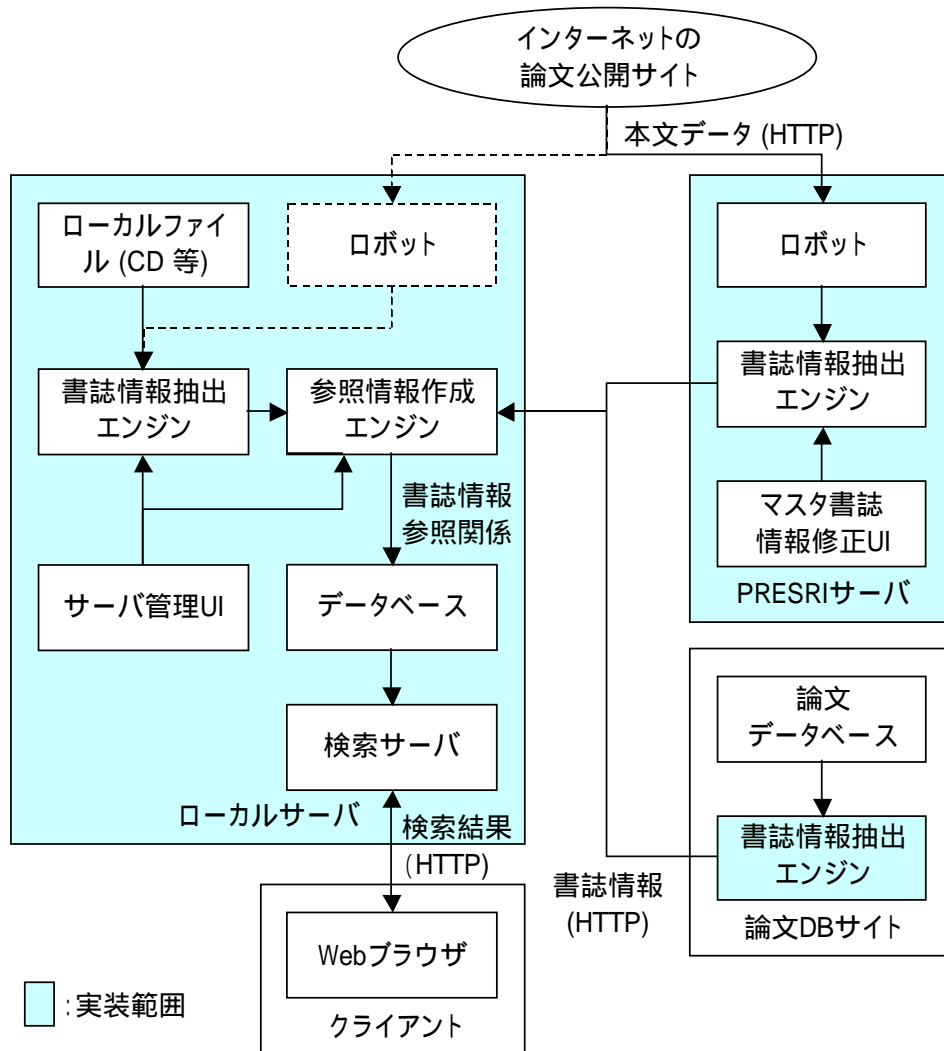 インターネットの
論文公開サイト
本文データ (HTTP)
ローカルファイ
ル (CD 等)
ロボット
ロボット
書誌情報抽出
エンジン
参照情報作成
エンジン
書誌情報抽出
エンジン
書誌情報
参照関係
マスタ書誌
情報修正UI
PRESRIサーバ
サーバ管理UI
データベース
論文
データベース
検索サーバ
ローカルサーバ
検索結果
(HTTP)
書誌情報抽出
エンジン
書誌情報
(HTTP)
論文DBサイト
Webブラウザ
クライアント
:実装範囲